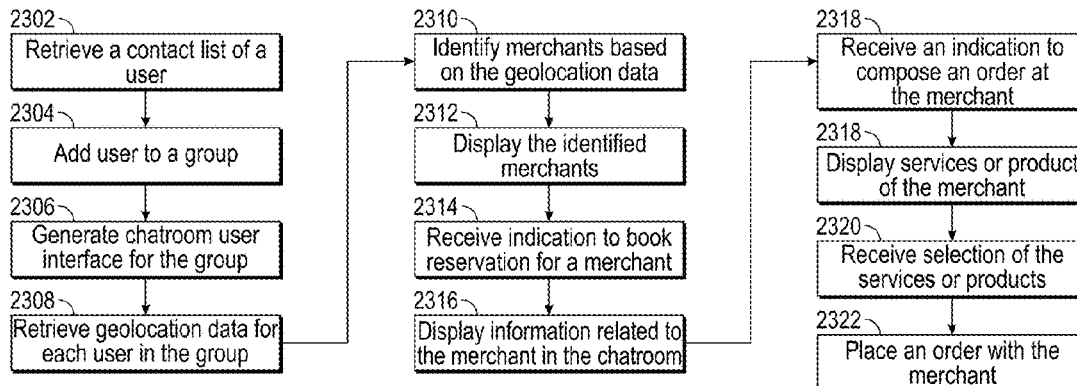 2302
Retrieve a contact list of a
user
2304
Add user to a group
2306
Generate chatroom user
interface for the group
2308
Retrieve geolocation data for
each user in the group
2310
Identify merchants based
on the geolocation data
2312
Display the identified
merchants
2314
Receive indication to book
reservation for a merchant
2316
Display information related to
the merchant in the chatroom
2318
Receive an indication to
compose an order at
the merchant
2318
Display services or product
of the merchant
2320
Receive selection of the
services or products
2322
Place an order with the
merchant